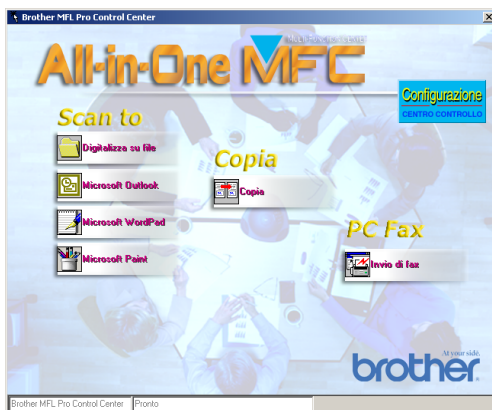 Brother MFL Pro Control Center
All-in-One MFC
Configurazione
CENTRO CONTROLLO
Scan to
Digitalizza su file
Microsoft Outlook
Microsoft WordPad
Microsoft Paint
Copia
Copia
PC Fax
Invio di fax
At your side.
brother
Brother MFL Pro Control Center
Pronto